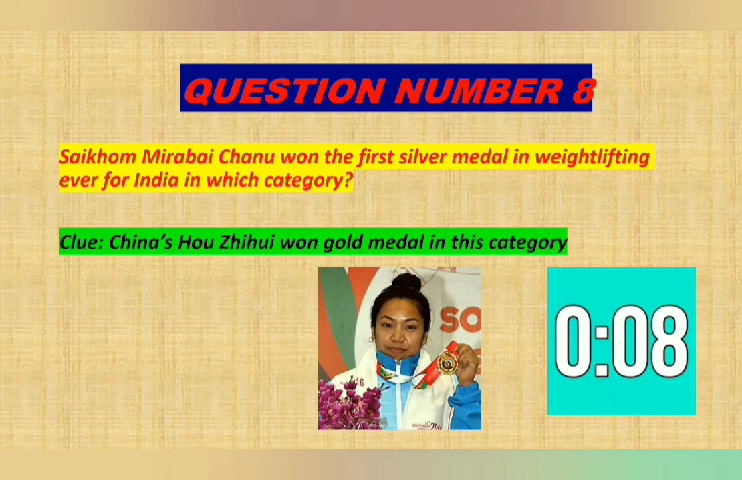 QUESTION NUMBER 8
Saikhom Mirabai Chanu won the first silver medal in weightlifting
ever for India in which category?
Clue: China's Hou Zhihui won gold medal in this category
SO
0:08